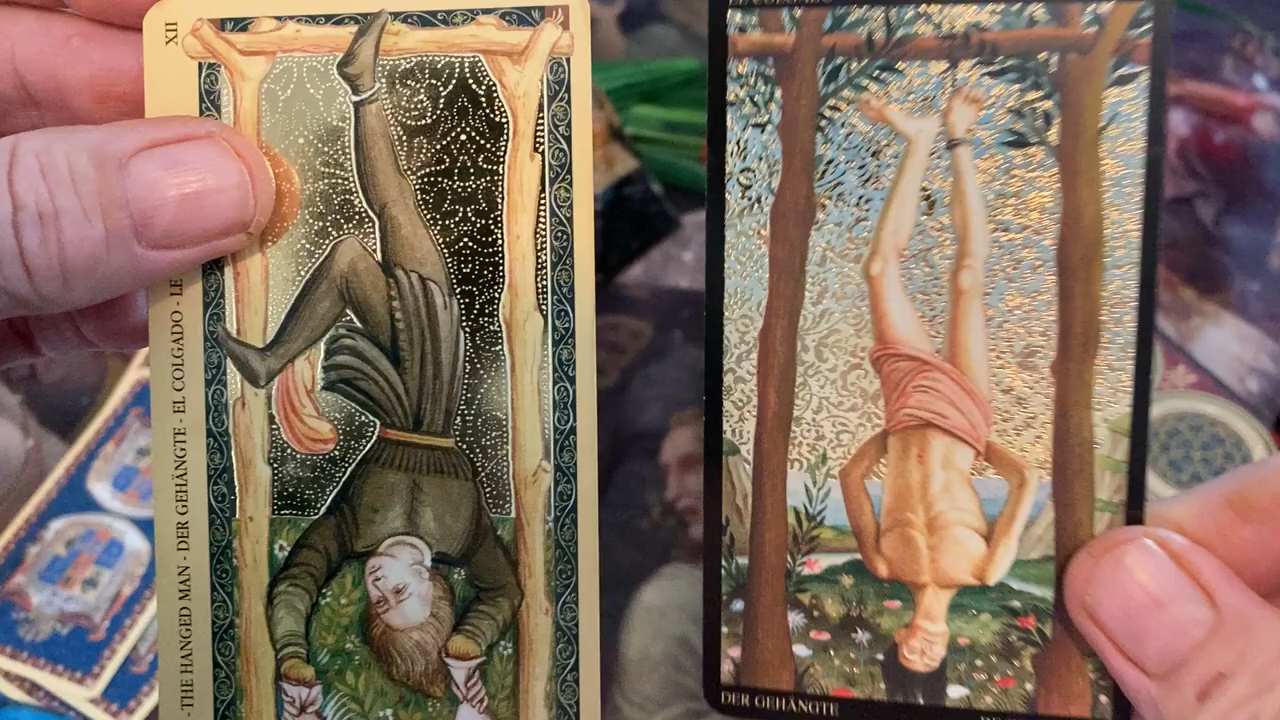 XII
- THE HANGED MAN - DER GEHÄNGTE - EL COLGADO - LE
DER GEHÄNGTE